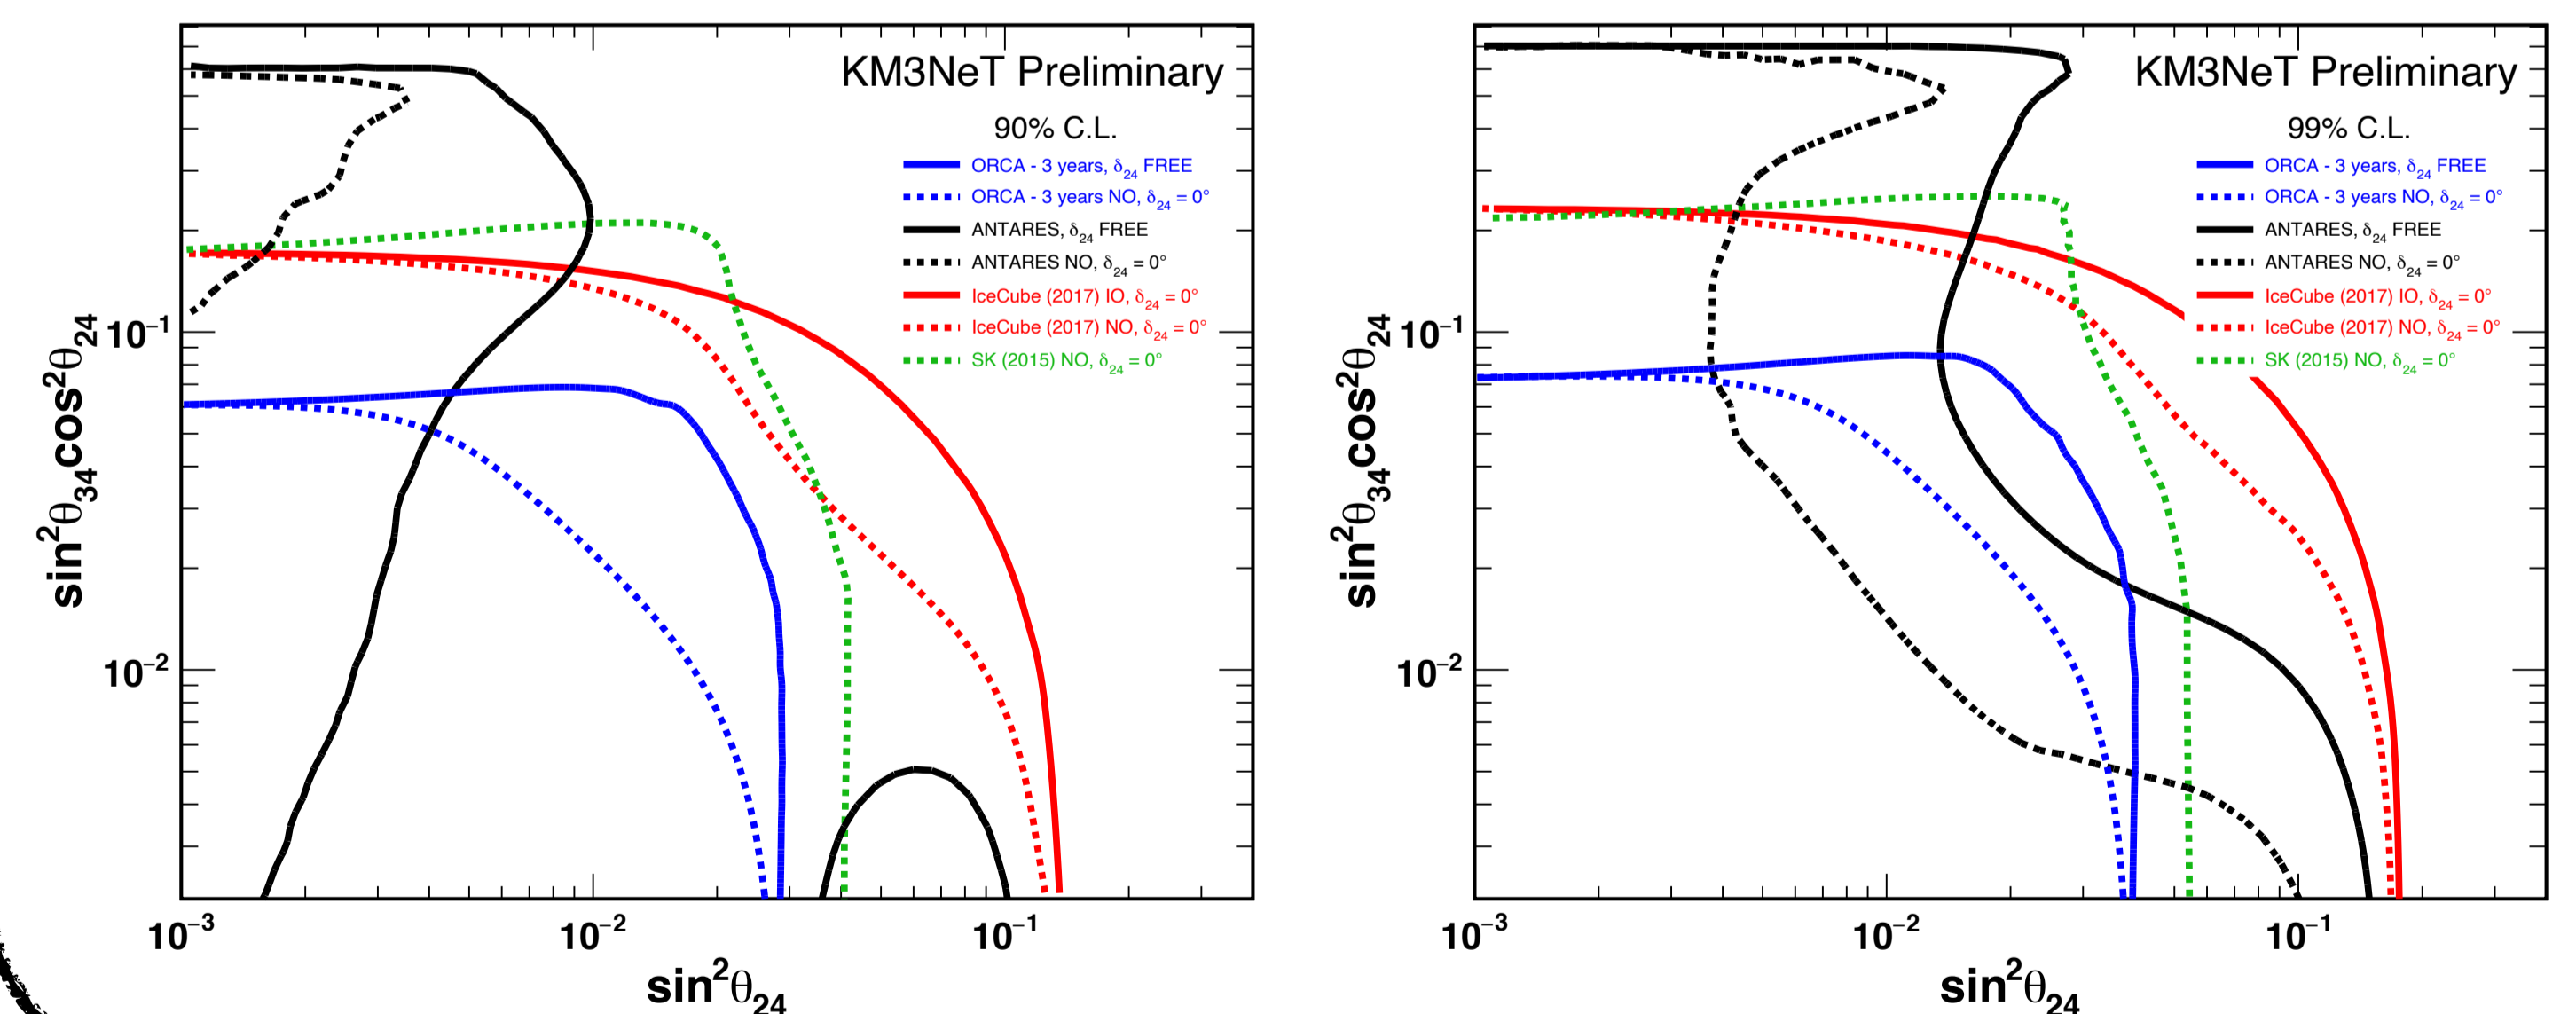 KM3NeT Preliminary
90% C.L.
ORCA - 3 years, δ₂₄ FREE
ORCA - 3 years NO, δ₂₄ = 0°
ANTARES, δ₂₄ FREE
ANTARES NO, δ₂₄ = 0°
IceCube (2017) IO, δ₂₄ = 0°
IceCube (2017) NO, δ₂₄ = 0°
SK (2015) NO, δ₂₄ = 0°
sin²θ₃₄cos²θ₂₄
10⁻¹
10⁻²
10⁻³ 10⁻² 10⁻¹
sin²θ₂₄
KM3NeT Preliminary
99% C.L.
ORCA - 3 years, δ₂₄ FREE
ORCA - 3 years NO, δ₂₄ = 0°
ANTARES, δ₂₄ FREE
ANTARES NO, δ₂₄ = 0°
IceCube (2017) IO, δ₂₄ = 0°
IceCube (2017) NO, δ₂₄ = 0°
SK (2015) NO, δ₂₄ = 0°
sin²θ₃₄cos²θ₂₄
10⁻¹
10⁻²
10⁻³ 10⁻² 10⁻¹
sin²θ₂₄